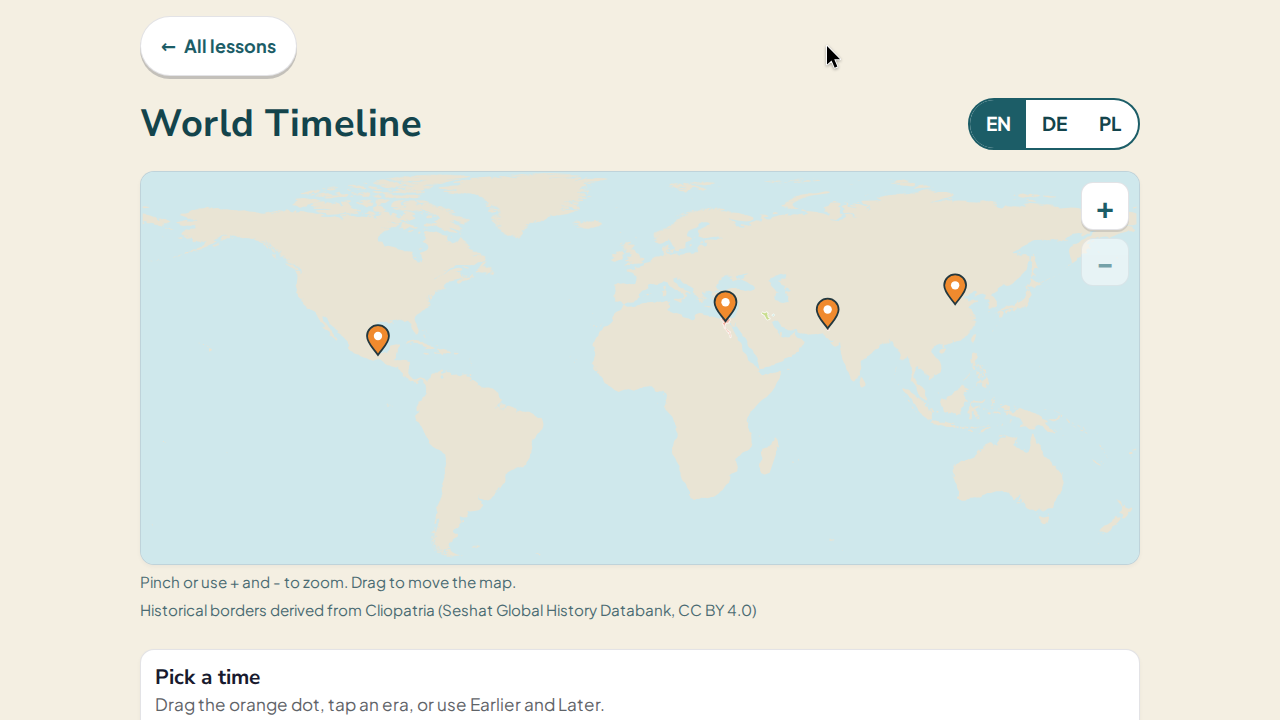 ← All lessons
World Timeline
EN DE PL
+
−
Pinch or use + and - to zoom. Drag to move the map.
Historical borders derived from Cliopatria (Seshat Global History Databank, CC BY 4.0)
Pick a time
Drag the orange dot, tap an era, or use Earlier and Later.